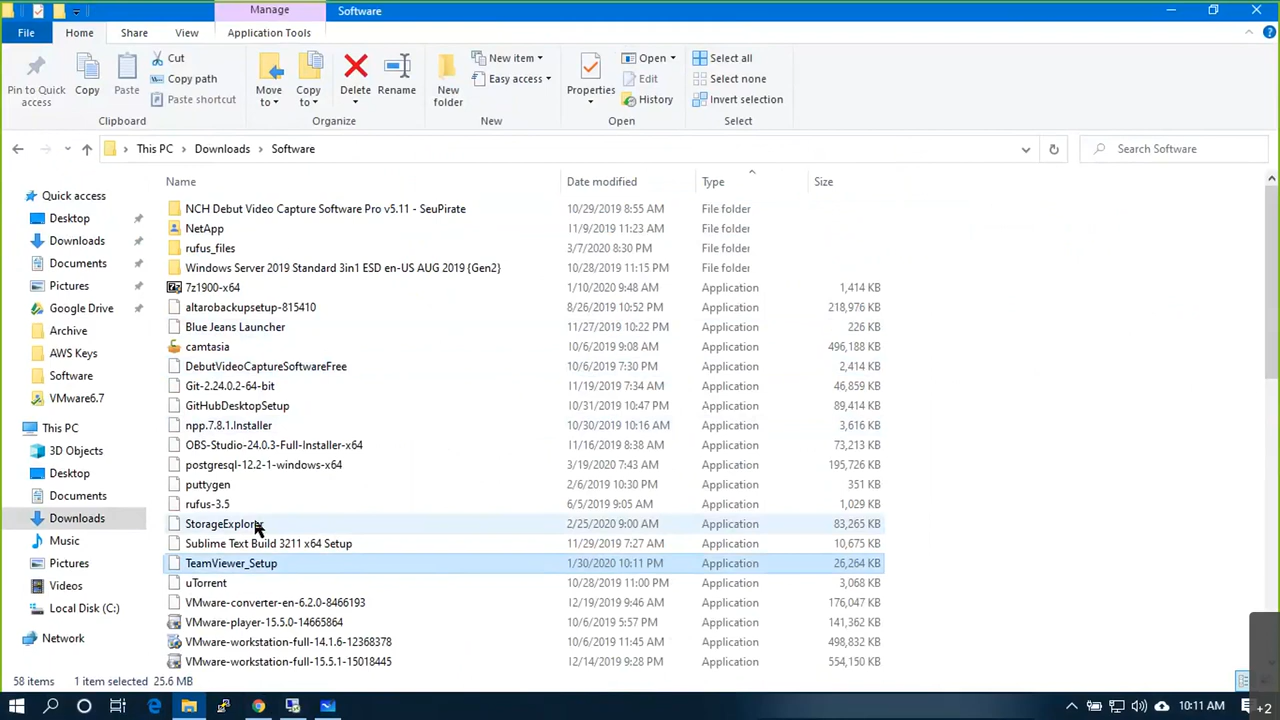 Manage Software
File Home Share View Application Tools
Pin to Quick access Copy Paste Cut Copy path Paste shortcut Move to Copy to Delete Rename New folder New item Easy access Properties Open Edit History Select all Select none Invert selection
Clipboard Organize New Open Select
This PC Downloads Software Search Software
Name Date modified Type Size
Quick access
Desktop
Downloads
Documents
Pictures
Google Drive
Archive
AWS Keys
Software
VMware6.7
This PC
3D Objects
Desktop
Documents
Downloads
Music
Pictures
Videos
Local Disk (C:)
Network
NCH Debut Video Capture Software Pro v5.11 - SeuPirate 10/29/2019 8:55 AM File folder
NetApp 11/9/2019 11:23 AM File folder
rufus_files 3/7/2020 8:30 PM File folder
Windows Server 2019 Standard 3in1 ESD en-US AUG 2019 {Gen2} 10/28/2019 11:15 PM File folder
7z1900-x64 1/10/2020 9:48 AM Application 1,414 KB
altarobackupsetup-815410 8/26/2019 10:52 PM Application 218,976 KB
Blue Jeans Launcher 11/27/2019 10:22 PM Application 226 KB
camtasia 10/6/2019 9:08 AM Application 496,188 KB
DebutVideoCaptureSoftwareFree 10/6/2019 7:30 PM Application 2,414 KB
Git-2.24.0.2-64-bit 11/19/2019 7:34 AM Application 46,859 KB
GitHubDesktopSetup 10/31/2019 10:47 PM Application 89,414 KB
npp.7.8.1.Installer 10/30/2019 10:16 AM Application 3,616 KB
OBS-Studio-24.0.3-Full-Installer-x64 11/16/2019 8:38 AM Application 73,213 KB
postgresql-12.2-1-windows-x64 3/19/2020 7:43 AM Application 195,726 KB
puttygen 2/6/2019 10:30 PM Application 351 KB
rufus-3.5 6/5/2019 9:05 AM Application 1,029 KB
StorageExplorer 2/25/2020 9:00 AM Application 83,265 KB
Sublime Text Build 3211 x64 Setup 11/29/2019 7:27 AM Application 10,675 KB
TeamViewer_Setup 1/30/2020 10:11 PM Application 26,264 KB
uTorrent 10/28/2019 11:00 PM Application 3,068 KB
VMware-converter-en-6.2.0-8466193 12/19/2019 9:46 AM Application 176,047 KB
VMware-player-15.5.0-14665864 10/6/2019 5:57 PM Application 141,362 KB
VMware-workstation-full-14.1.6-12368378 10/6/2019 11:45 AM Application 498,832 KB
VMware-workstation-full-15.5.1-15018445 12/14/2019 9:28 PM Application 554,150 KB
58 items 1 item selected 25.6 MB
10:11 AM +2